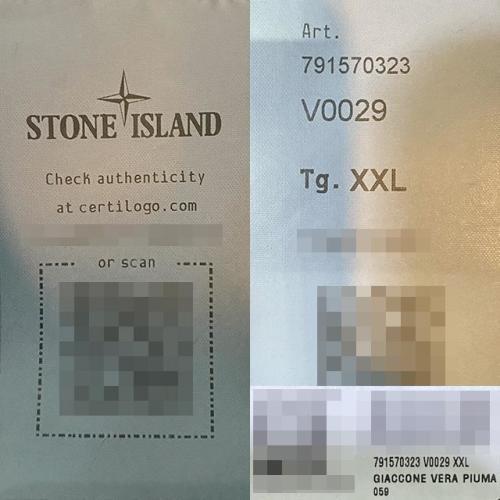 STONE ISLAND
Check authenticity
at certilogo.com
or scan
Art.
791570323
V0029
Tg. XXL
791570323 V0029 XXL
GIACCONE VERA PIUMA
059